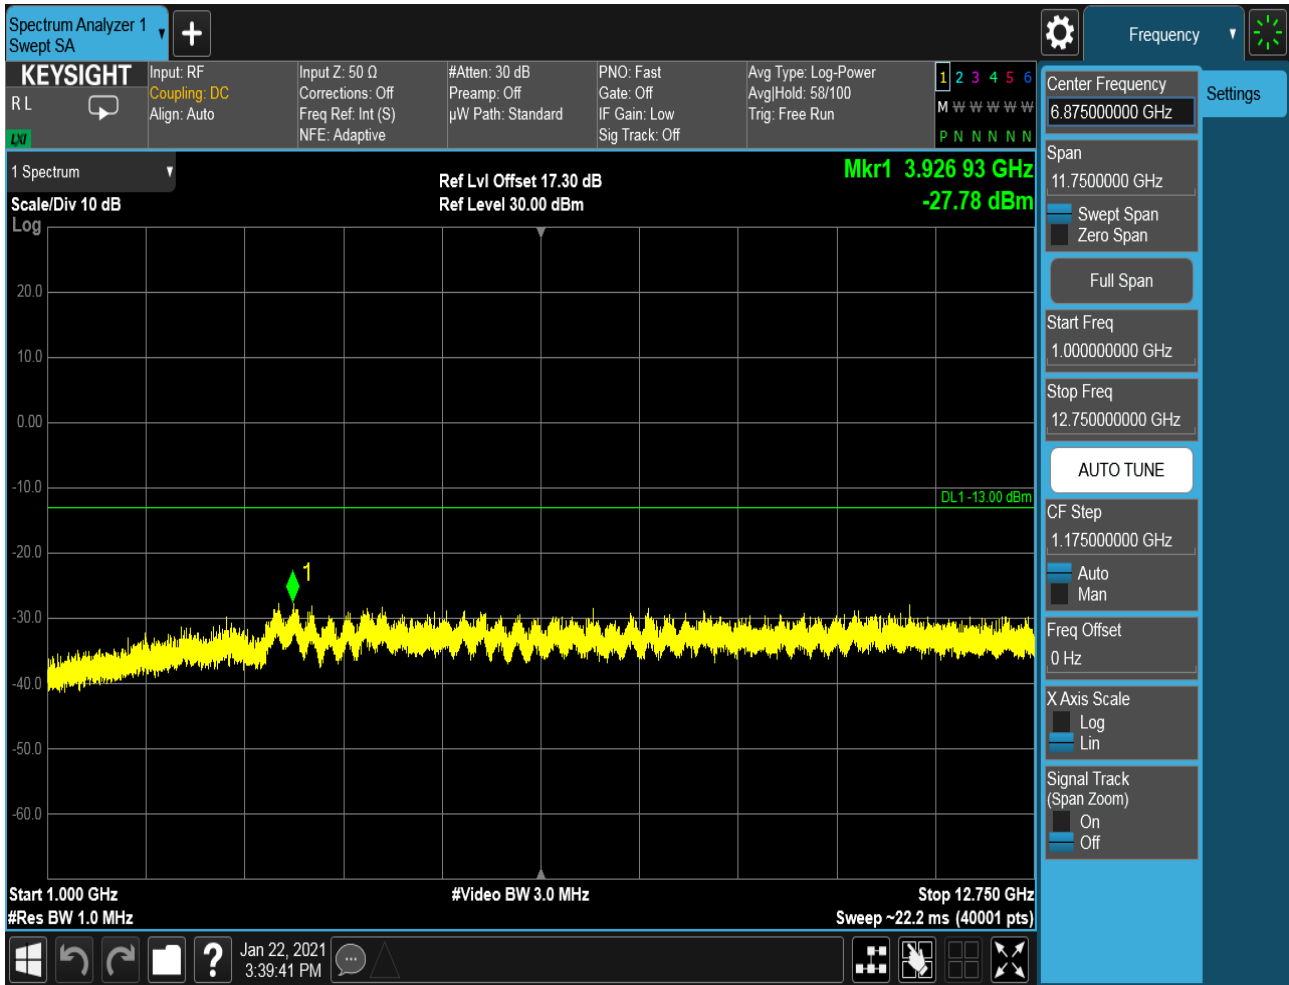 Spectrum Analyzer 1
Swept SA
+
Frequency
KEYSIGHT
R L
LXI
Input: RF
Coupling: DC
Align: Auto
Input Z: 50 Ω
Corrections: Off
Freq Ref: Int (S)
NFE: Adaptive
#Atten: 30 dB
Preamp: Off
µW Path: Standard
PNO: Fast
Gate: Off
IF Gain: Low
Sig Track: Off
Avg Type: Log-Power
Avg|Hold: 58/100
Trig: Free Run
1 2 3 4 5 6
M W W W W W
P N N N N N
1 Spectrum
Scale/Div 10 dB
Log
Ref Lvl Offset 17.30 dB
Ref Level 30.00 dBm
Mkr1 3.926 93 GHz
-27.78 dBm
20.0
10.0
0.00
-10.0
-20.0
-30.0
-40.0
-50.0
-60.0
DL1 -13.00 dBm
1
Start 1.000 GHz
#Res BW 1.0 MHz
#Video BW 3.0 MHz
Stop 12.750 GHz
Sweep ~22.2 ms (40001 pts)
Jan 22, 2021
3:39:41 PM
?
Center Frequency
6.875000000 GHz
Settings
Span
11.7500000 GHz
Swept Span
Zero Span
Full Span
Start Freq
1.000000000 GHz
Stop Freq
12.750000000 GHz
AUTO TUNE
CF Step
1.175000000 GHz
Auto
Man
Freq Offset
0 Hz
X Axis Scale
Log
Lin
Signal Track
(Span Zoom)
On
Off